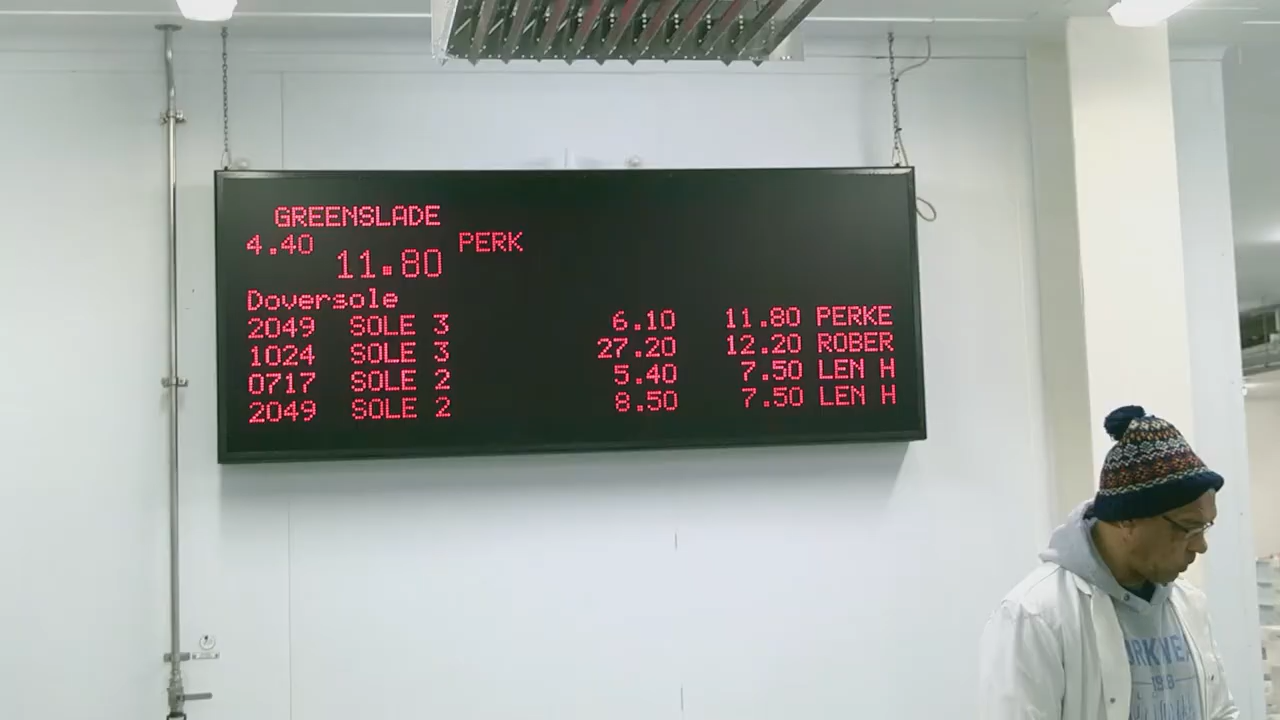 GREENSLADE
4.40 PERK
11.80
Doversole
2049 SOLE 3 6.10 11.80 PERKE
1024 SOLE 3 27.20 12.20 ROBER
0717 SOLE 2 5.40 7.50 LEN H
2049 SOLE 2 8.50 7.50 LEN H